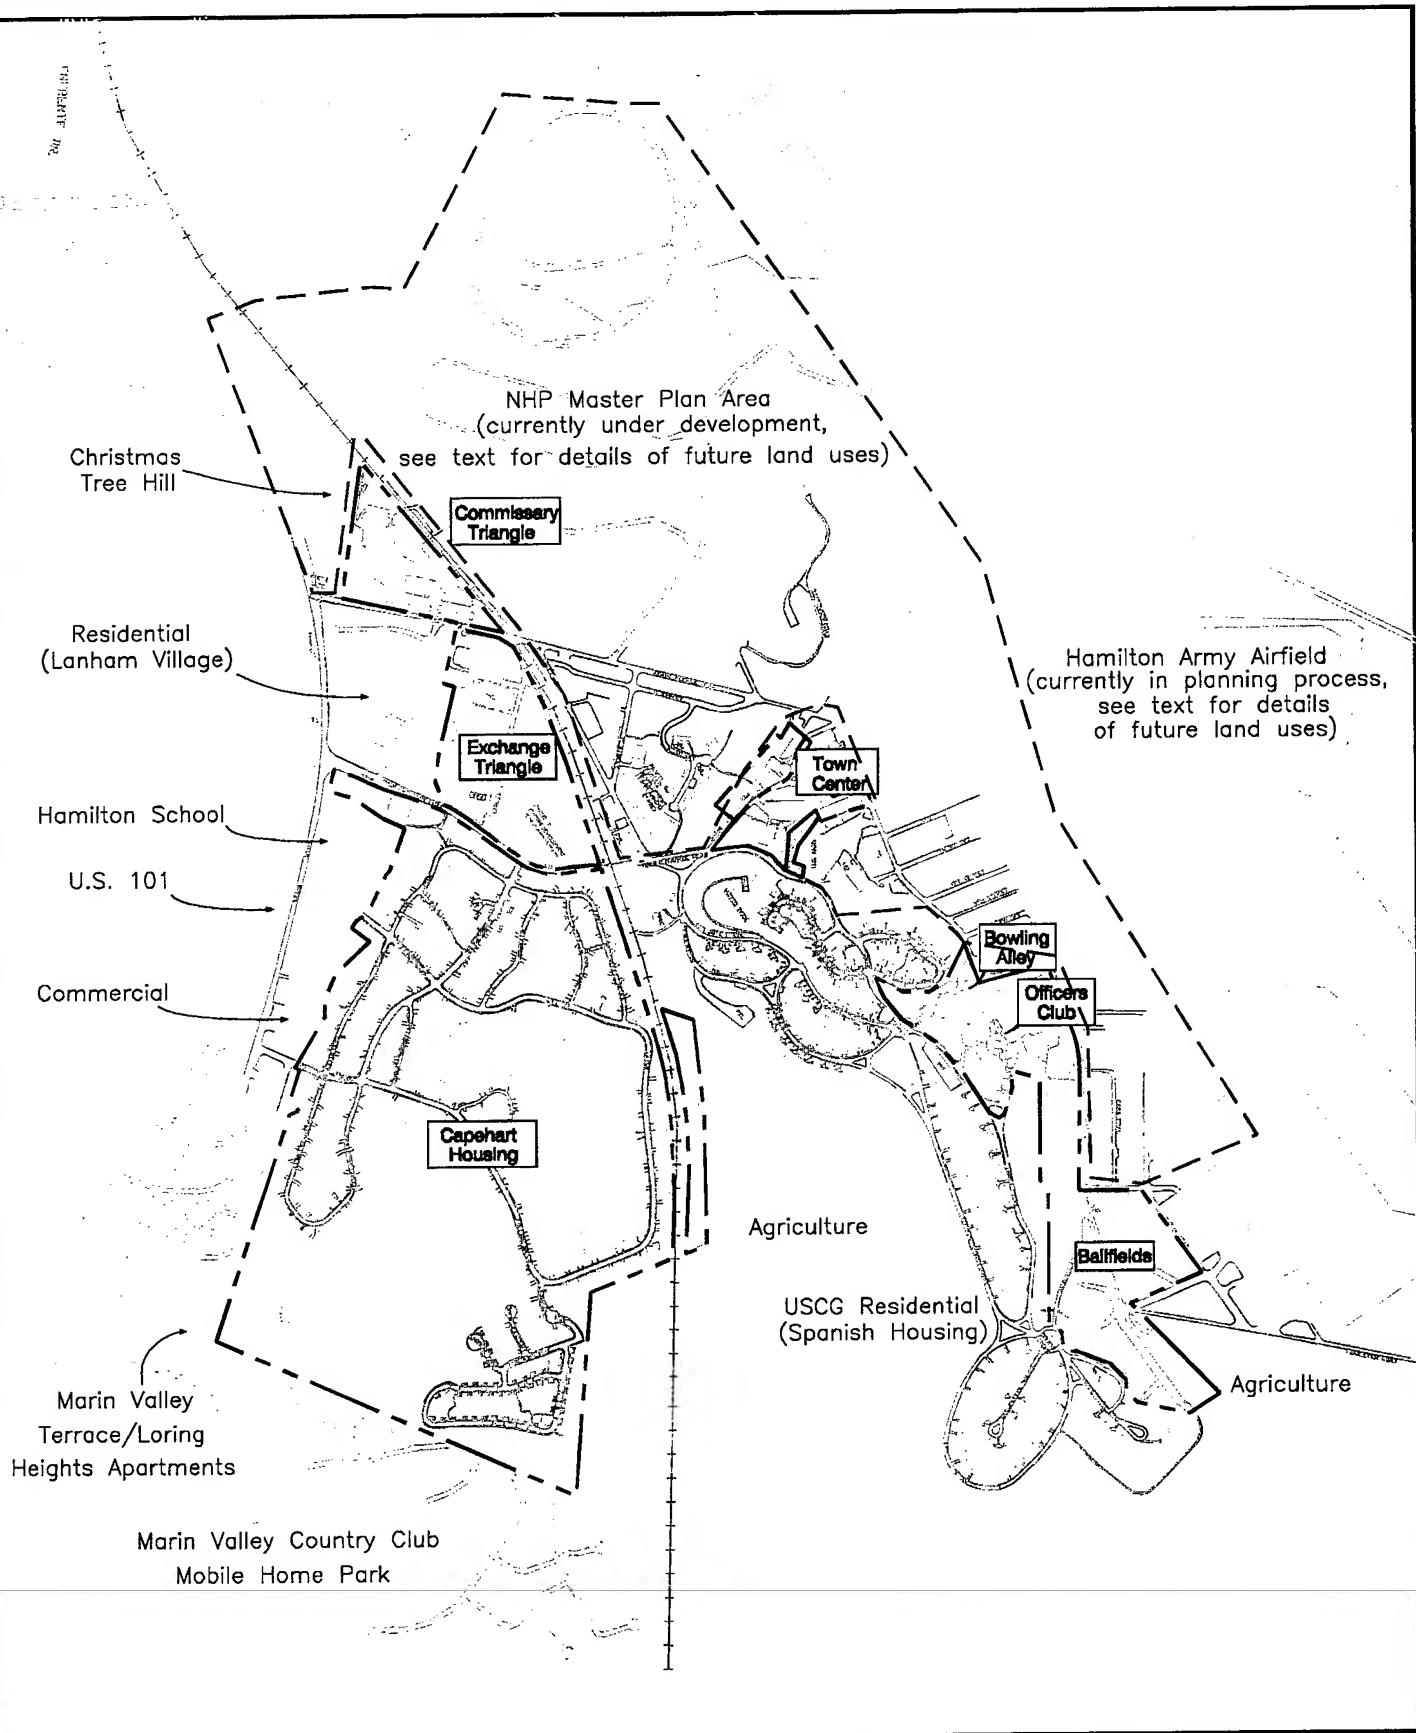 NHP Master Plan Area
(currently under development,
see text for details of future land uses)
Christmas
Tree Hill
Commissary
Triangle
Residential
(Lanham Village)
Hamilton Army Airfield
(currently in planning process,
see text for details
of future land uses)
Exchange
Triangle
Town
Center
Hamilton School
U.S. 101
Bowling
Alley
Commercial
Officers
Club
Capehart
Housing
Agriculture
Ballfields
USCG Residential
(Spanish Housing)
Agriculture
Marin Valley
Terrace/Loring
Heights Apartments
Marin Valley Country Club
Mobile Home Park